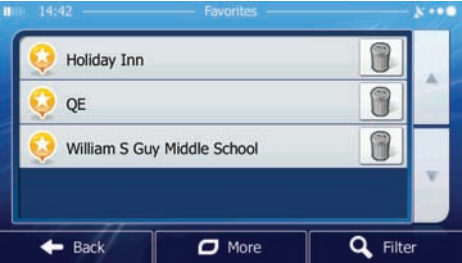 14:42 Favorites
Holiday Inn
QE
William S Guy Middle School
Back More Filter